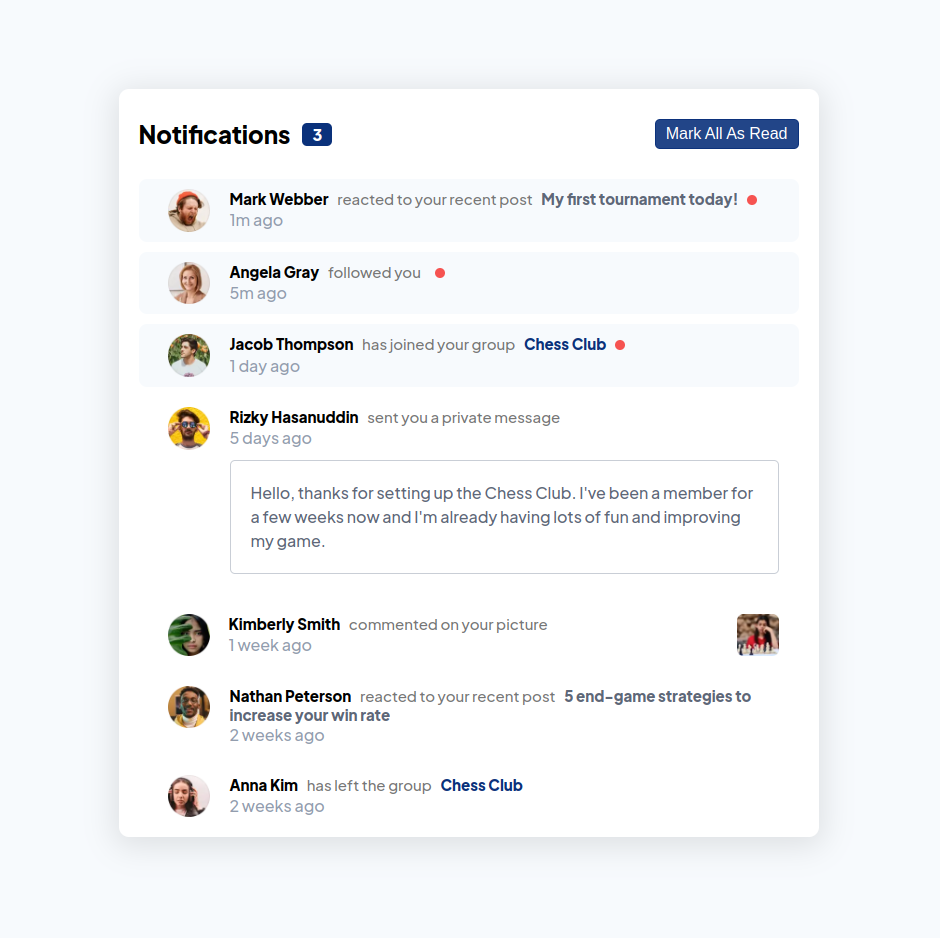 Notifications 3 Mark All As Read
Mark Webber reacted to your recent post My first tournament today!
1m ago
Angela Gray followed you
5m ago
Jacob Thompson has joined your group Chess Club
1 day ago
Rizky Hasanuddin sent you a private message
5 days ago
Hello, thanks for setting up the Chess Club. I've been a member for
a few weeks now and I'm already having lots of fun and improving
my game.
Kimberly Smith commented on your picture
1 week ago
Nathan Peterson reacted to your recent post 5 end-game strategies to
increase your win rate
2 weeks ago
Anna Kim has left the group Chess Club
2 weeks ago